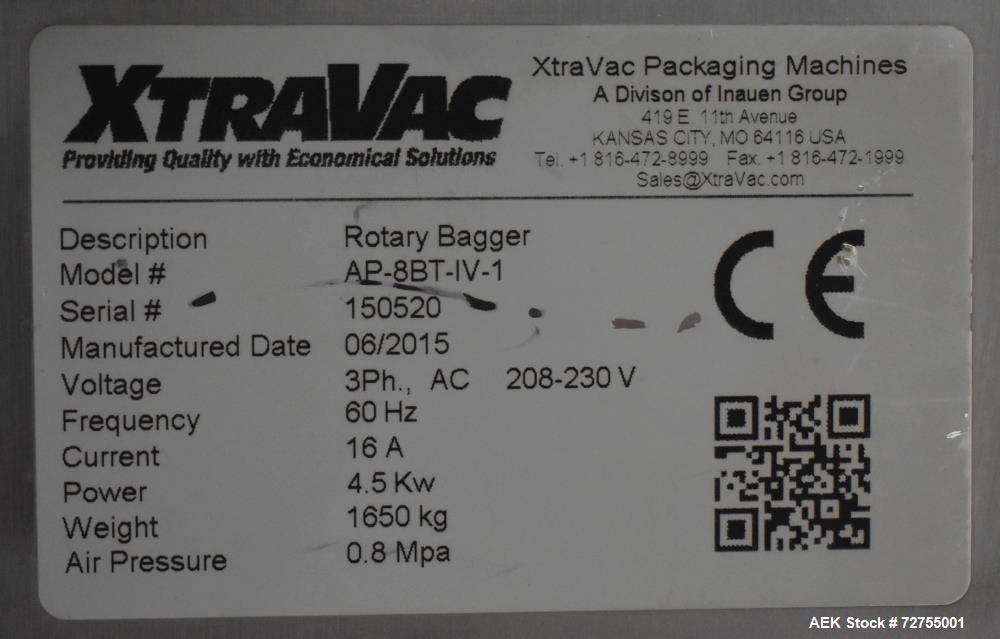 XTRAVAC
Providing Quality with Economical Solutions
XtraVac Packaging Machines
A Divison of Inauen Group
419 E. 11th Avenue
KANSAS CITY, MO 64116 USA
Tel. +1 816-472-8999 Fax. +1 816-472-1999
Sales@XtraVac.com
Description Rotary Bagger
Model # AP-8BT-IV-1
Serial # 150520
Manufactured Date 06/2015
Voltage 3Ph., AC 208-230 V
Frequency 60 Hz
Current 16 A
Power 4.5 Kw
Weight 1650 kg
Air Pressure 0.8 Mpa
CE
AEK Stock # 72755001